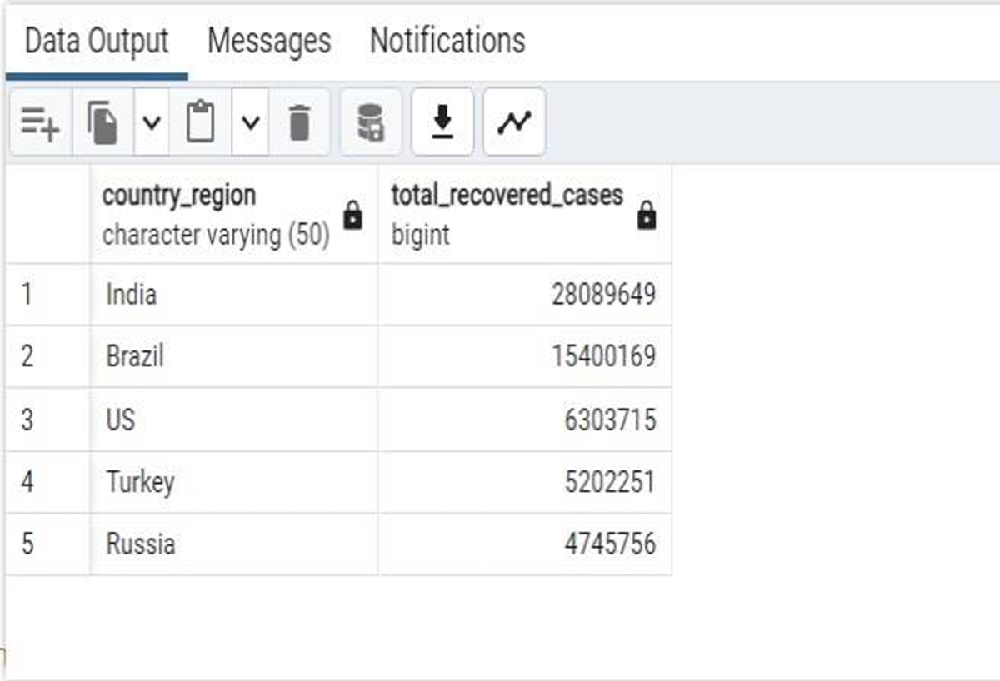 Data Output Messages Notifications
country_region total_recovered_cases
character varying (50) bigint
1 India 28089649
2 Brazil 15400169
3 US 6303715
4 Turkey 5202251
5 Russia 4745756